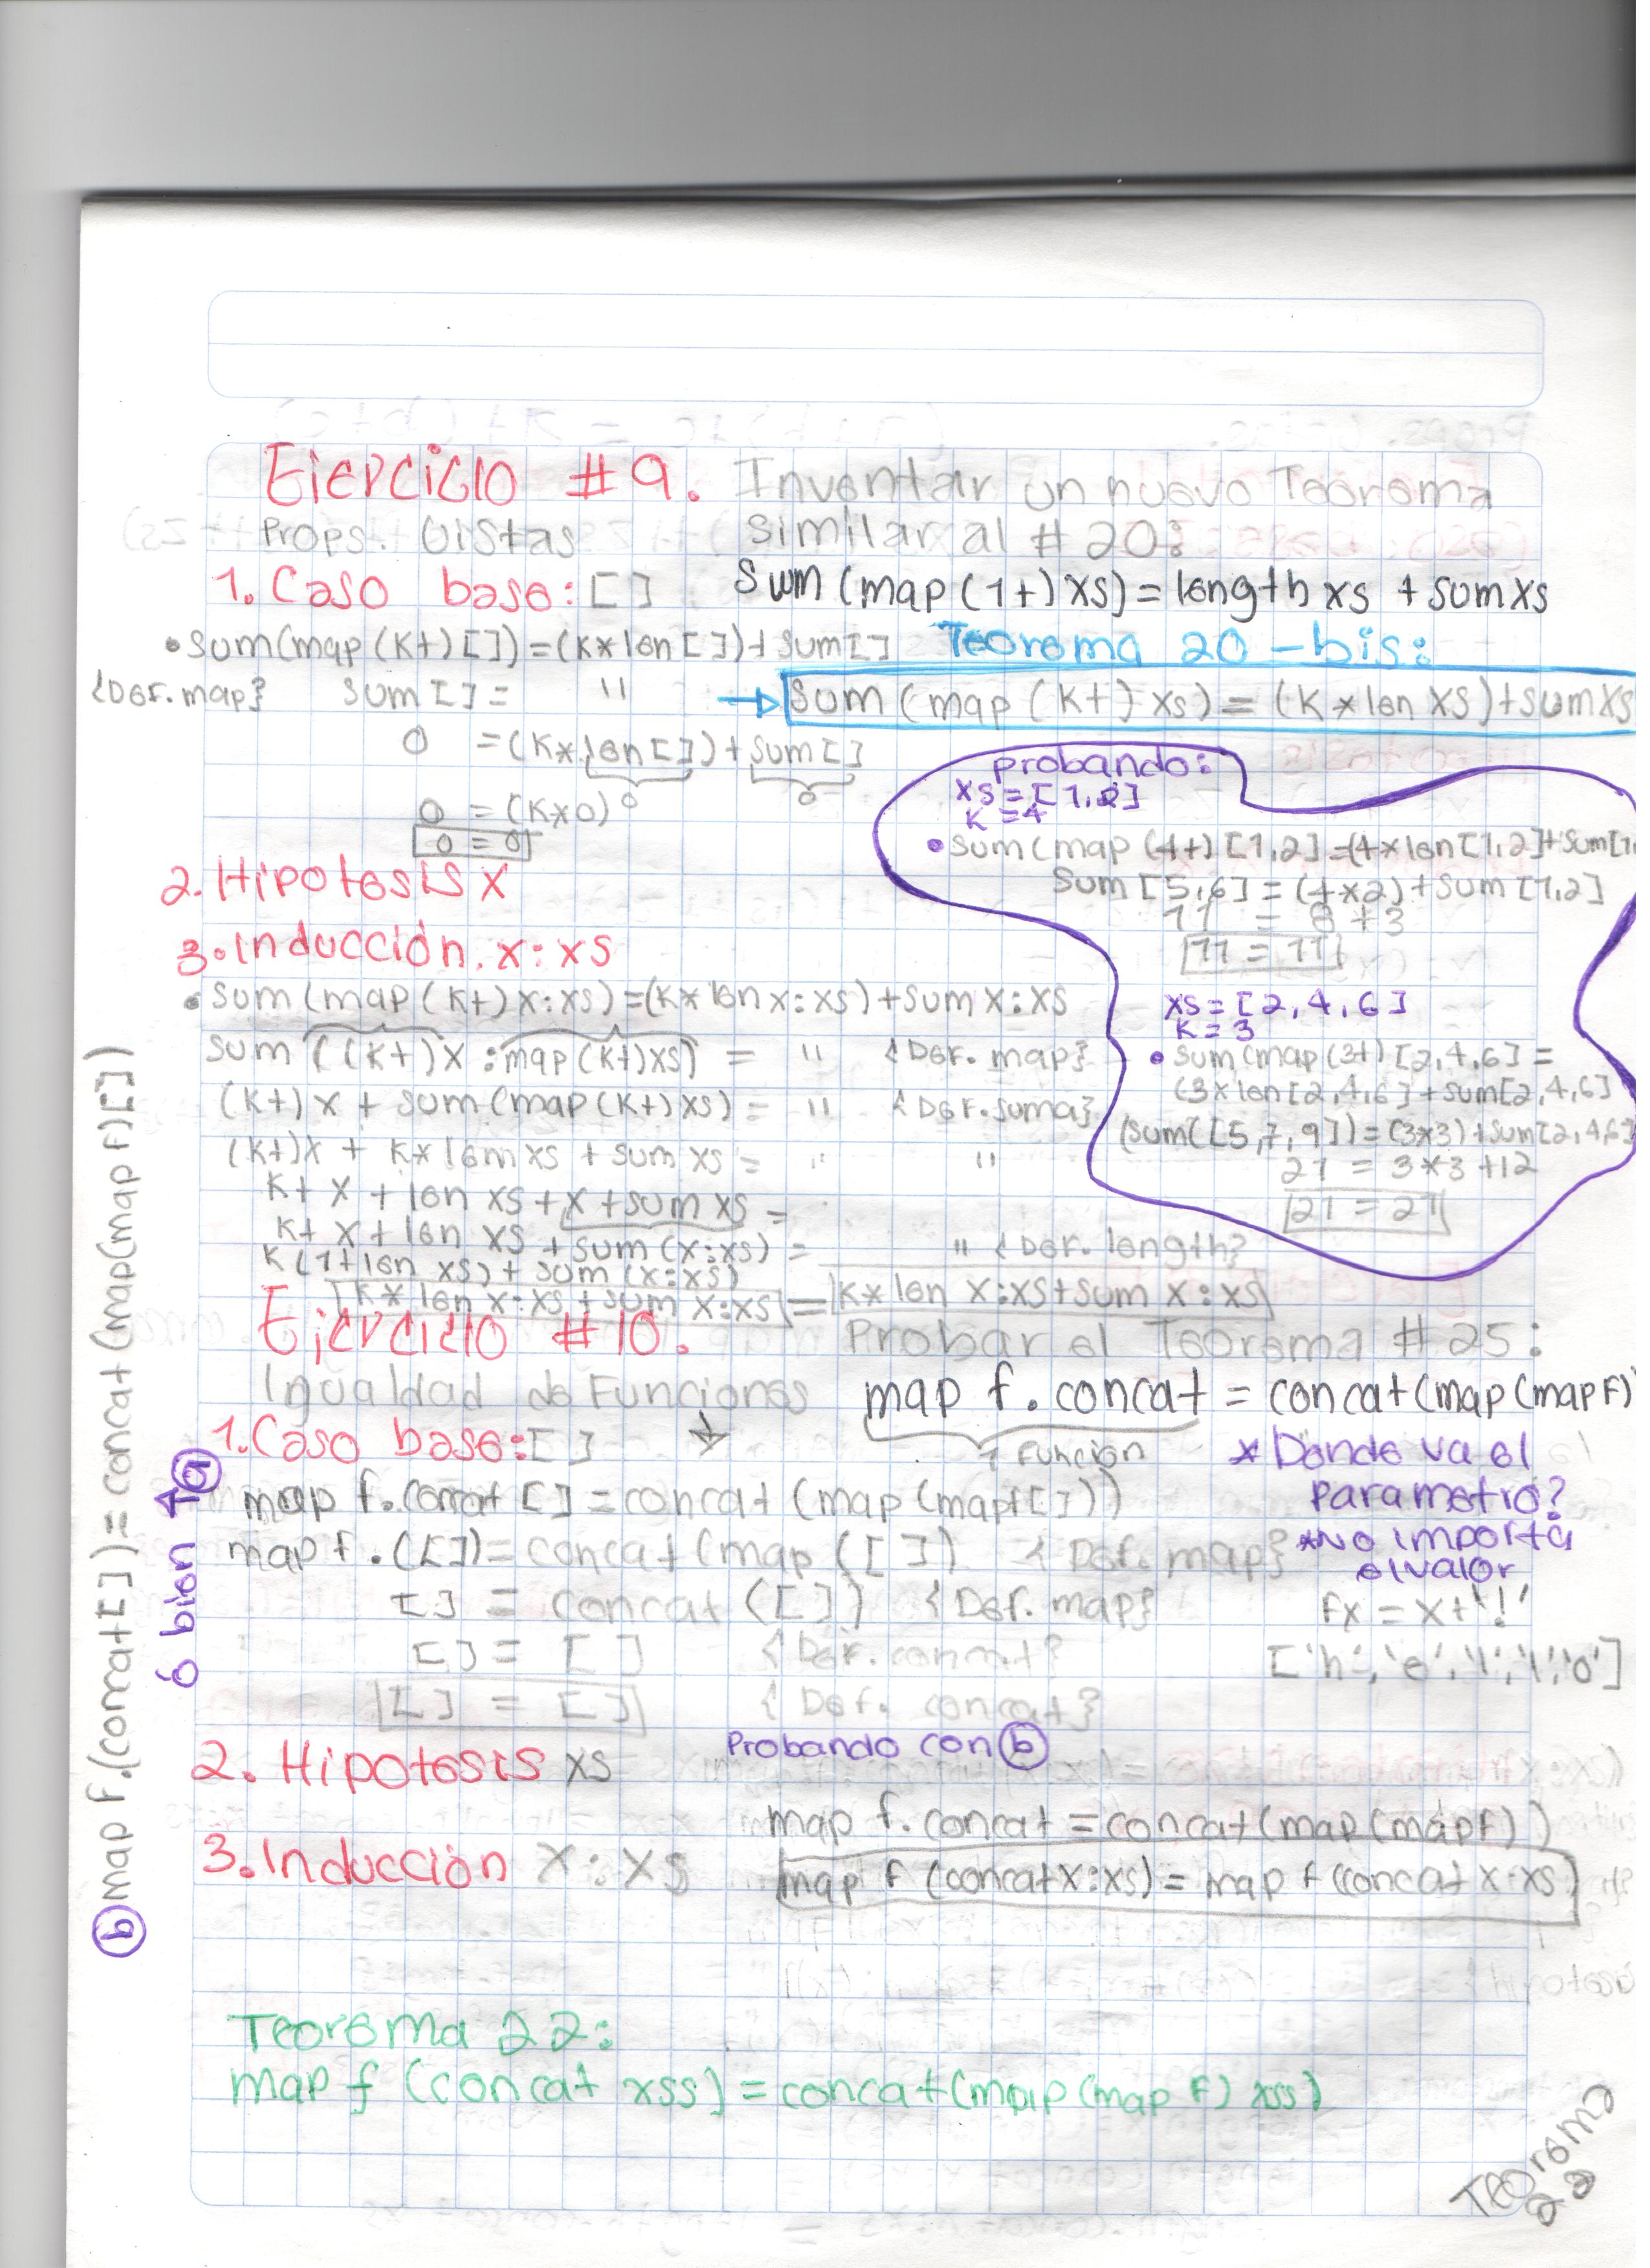 Ejercicio #9. Inventar un nuevo Teorema
Props. Vistas similar al #20:
1. Caso base: [] Sum (map (1+) xs) = length xs + sum xs
• sum(map (K+) []) = (K*len []) + sum [] Teorema 20 -bis:
{Def. map} sum [] = " → Sum (map (K+) xs) = (K * len xs) + sum xs
0 = (K* len []) + sum []
0 0
0 = (K*0)
0 = 0
probando:
xs = [1,2]
K = 4
• Sum(map (4+) [1,2] = (4*len [1,2] + sum [1,
Sum [5,6] = (4*2) + sum [1,2]
11 = 8 + 3
11 = 11
xs = [2,4,6]
K = 3
• sum (map (3+) [2,4,6] =
(3*len [2,4,6] + sum[2,4,6]
(sum([5,7,9]) = (3*3) + sum[2,4,6]
21 = 3*3 +12
21 = 21
2. Hipotesis X
3. Inducción. x:xs
• sum (map (K+) x:xs) = (K* len x:xs) + sum x:xs
sum ((K+) x : map (K+) xs) = " {Def. map}
(K+) x + sum (map (K+) xs) = " {Def. suma}
(K+) x + K* len xs + sum xs = " "
K+ x + len xs + x + sum xs =
K+ x + len xs + sum (x:xs) = " {Def. length}
K (1+len xs) + sum (x:xs)
K* len x:xs + sum x:xs = K* len x:xs + sum x:xs
Ejercicio #10. Probar el Teorema #25:
Igualdad de Funciones map f . concat = concat (map (map f)
1 función
1. Caso base: []
map f . concat [] = concat (map (map f []))
map f . ([]) = concat (map ([]) {Def. map}
[] = concat ([]) {Def. map}
[] = [] {Def. concat}
[] = [] {Def. concat}
* Donde va el
parametro?
* No importa
el valor
fx = x+'!'
['h','e','l','l','o']
ó bien a
b map f.(concat []) = concat (map (map f) [])
2. Hipotesis xs Probando con b
map f . concat = concat (map (map f))
3. Inducción X:XS
map f (concat x:xs) = map f (concat x:xs)
Teorema 22:
map f (concat xss] = concat (map (map f) xss)
Teorema
22